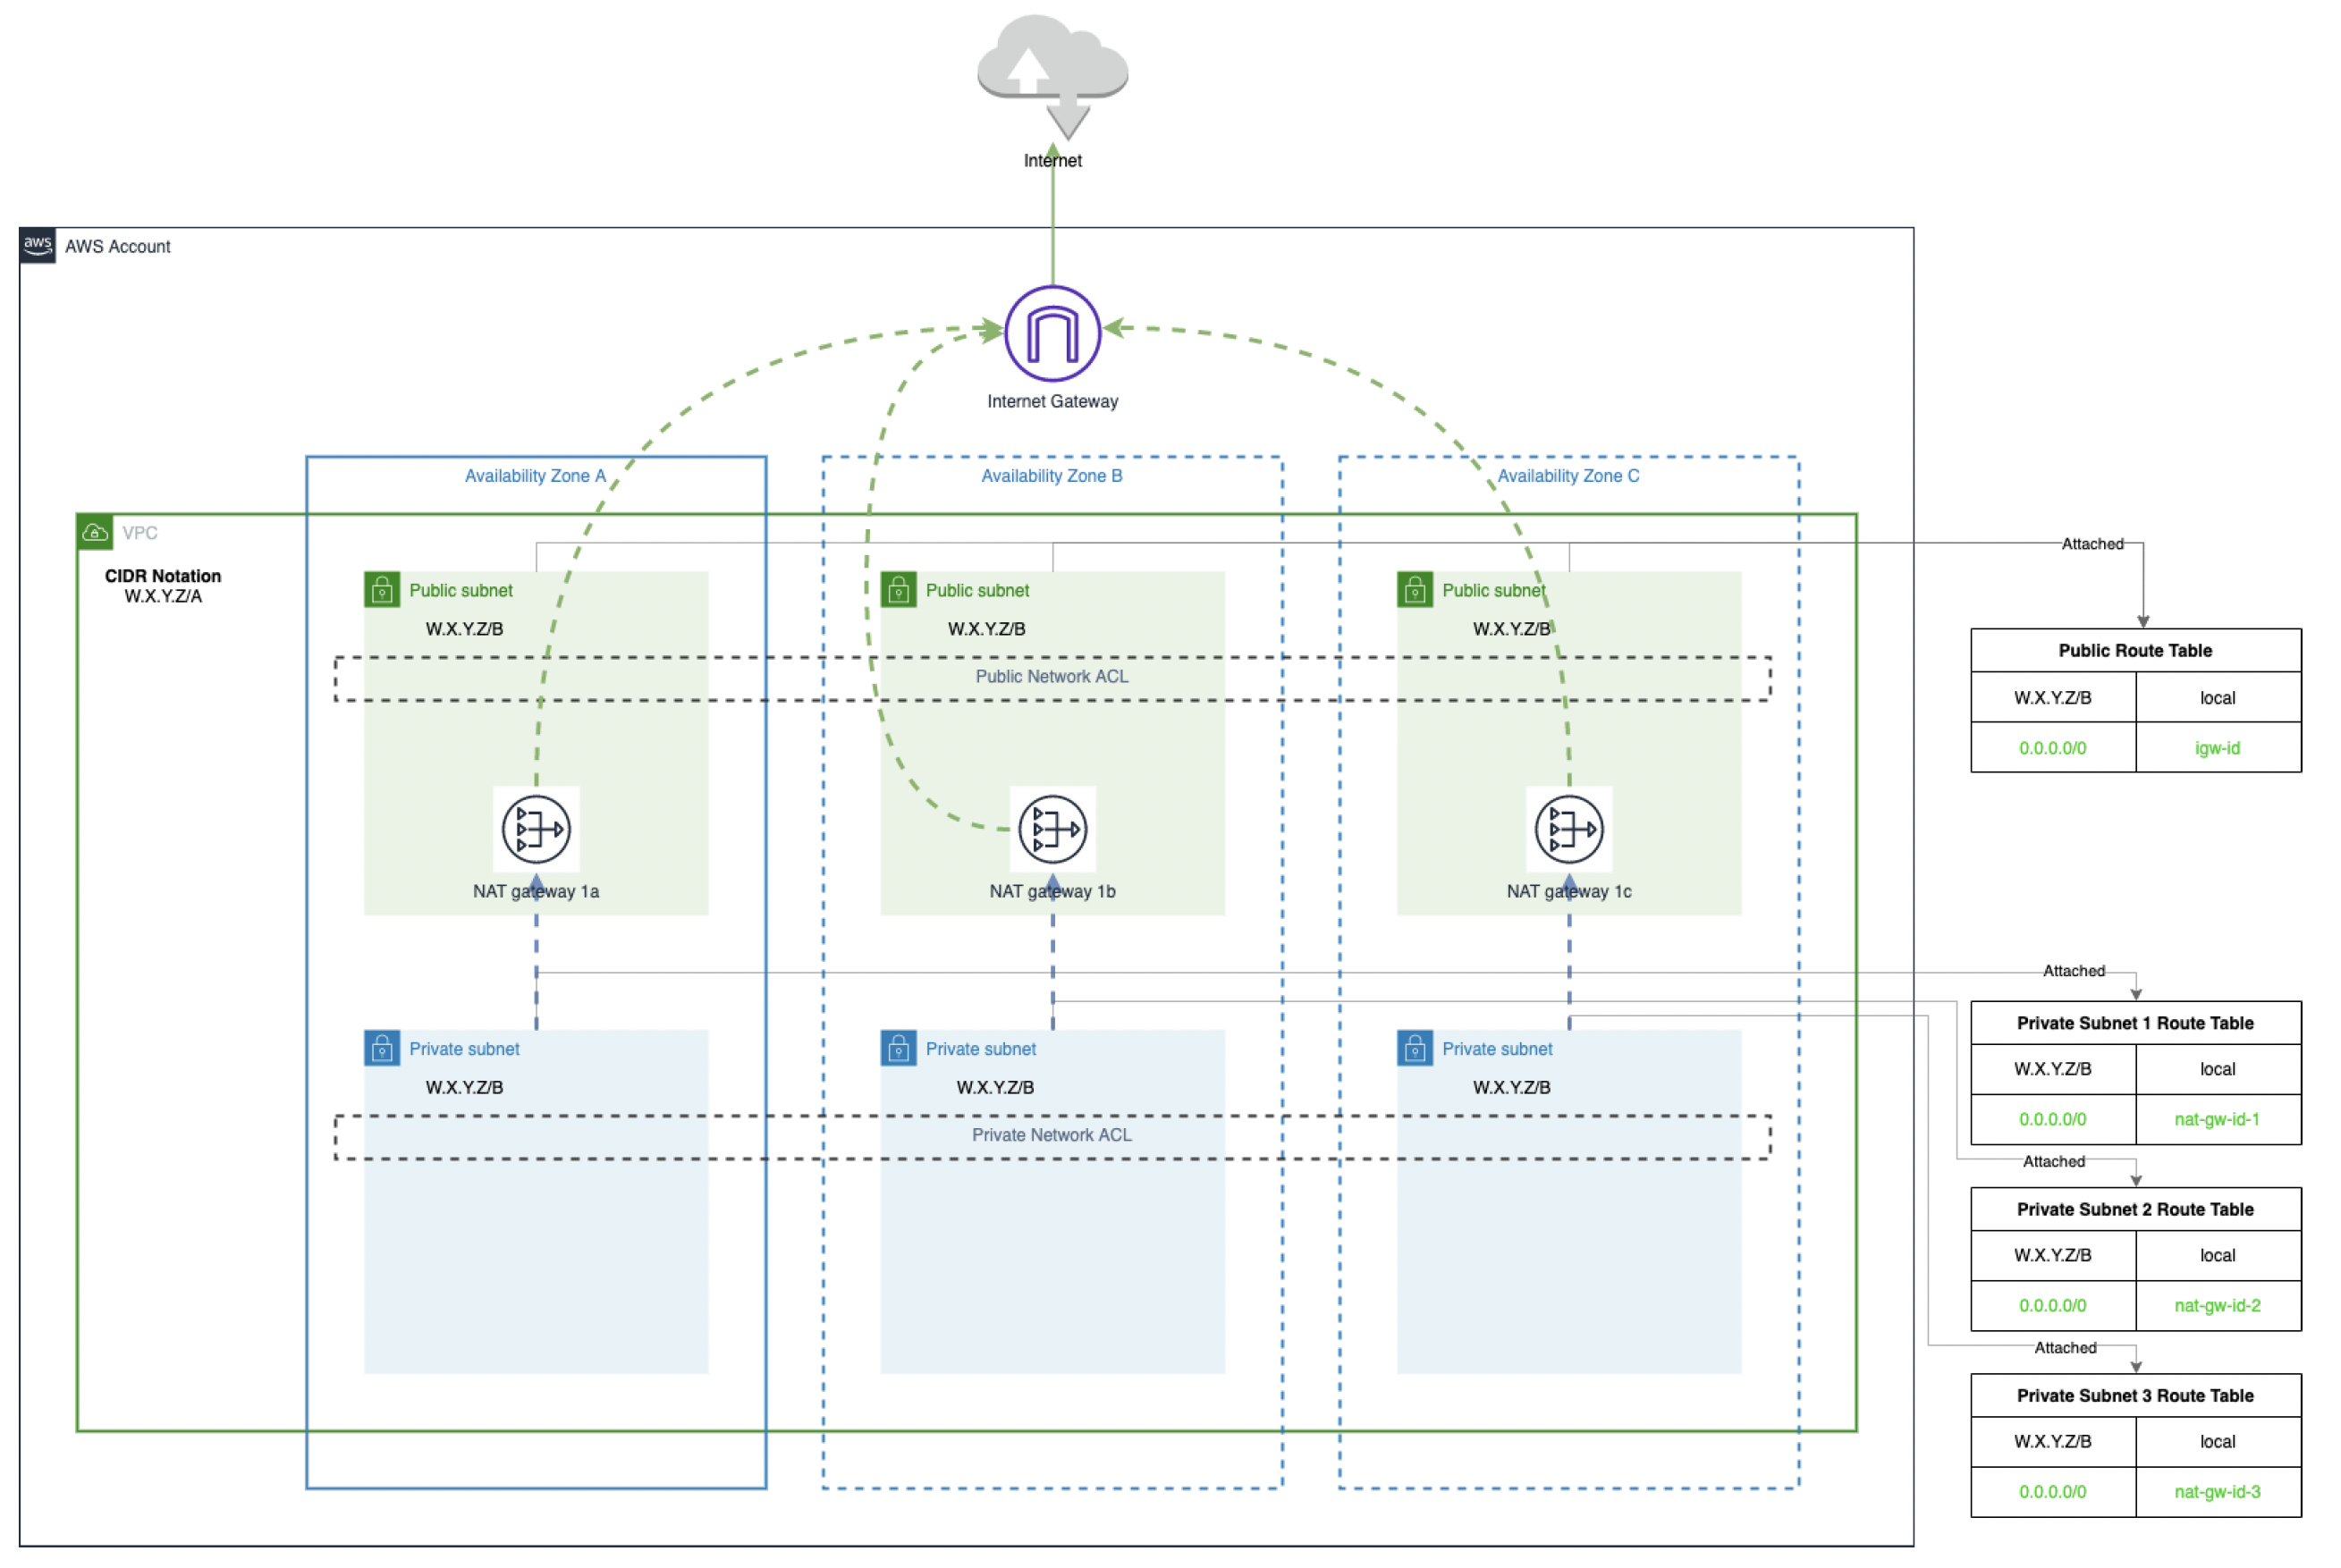 Internet
aws
AWS Account
Internet Gateway
Availability Zone A
Availability Zone B
Availability Zone C
VPC
CIDR Notation
W.X.Y.Z/A
Attached
Public subnet
W.X.Y.Z/B
Public subnet
W.X.Y.Z/B
Public subnet
W.X.Y.Z/B
Public Network ACL
NAT gateway 1a
NAT gateway 1b
NAT gateway 1c
Public Route Table
W.X.Y.Z/B local
0.0.0.0/0 igw-id
Private subnet
W.X.Y.Z/B
Private subnet
W.X.Y.Z/B
Private subnet
W.X.Y.Z/B
Private Network ACL
Attached
Private Subnet 1 Route Table
W.X.Y.Z/B local
0.0.0.0/0 nat-gw-id-1
Attached
Private Subnet 2 Route Table
W.X.Y.Z/B local
0.0.0.0/0 nat-gw-id-2
Attached
Private Subnet 3 Route Table
W.X.Y.Z/B local
0.0.0.0/0 nat-gw-id-3